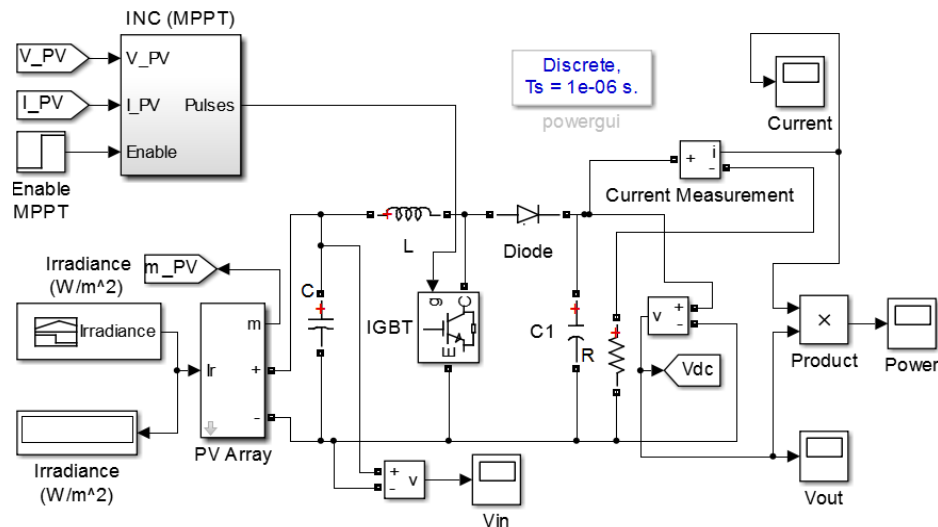 INC (MPPT)
V_PV
I_PV
V_PV
I_PV
Enable
Pulses
Enable
MPPT
Discrete,
Ts = 1e-06 s.
powergui
Current
+
i
-
Current Measurement
L
Diode
Irradiance
(W/m^2)
m_PV
Irradiance
Irradiance
(W/m^2)
Ir
m
+
-
PV Array
C
+
g
C
E
IGBT
+
C1
R
+
v
+
-
Vdc
×
Product
Power
Vout
+
-
v
Vin